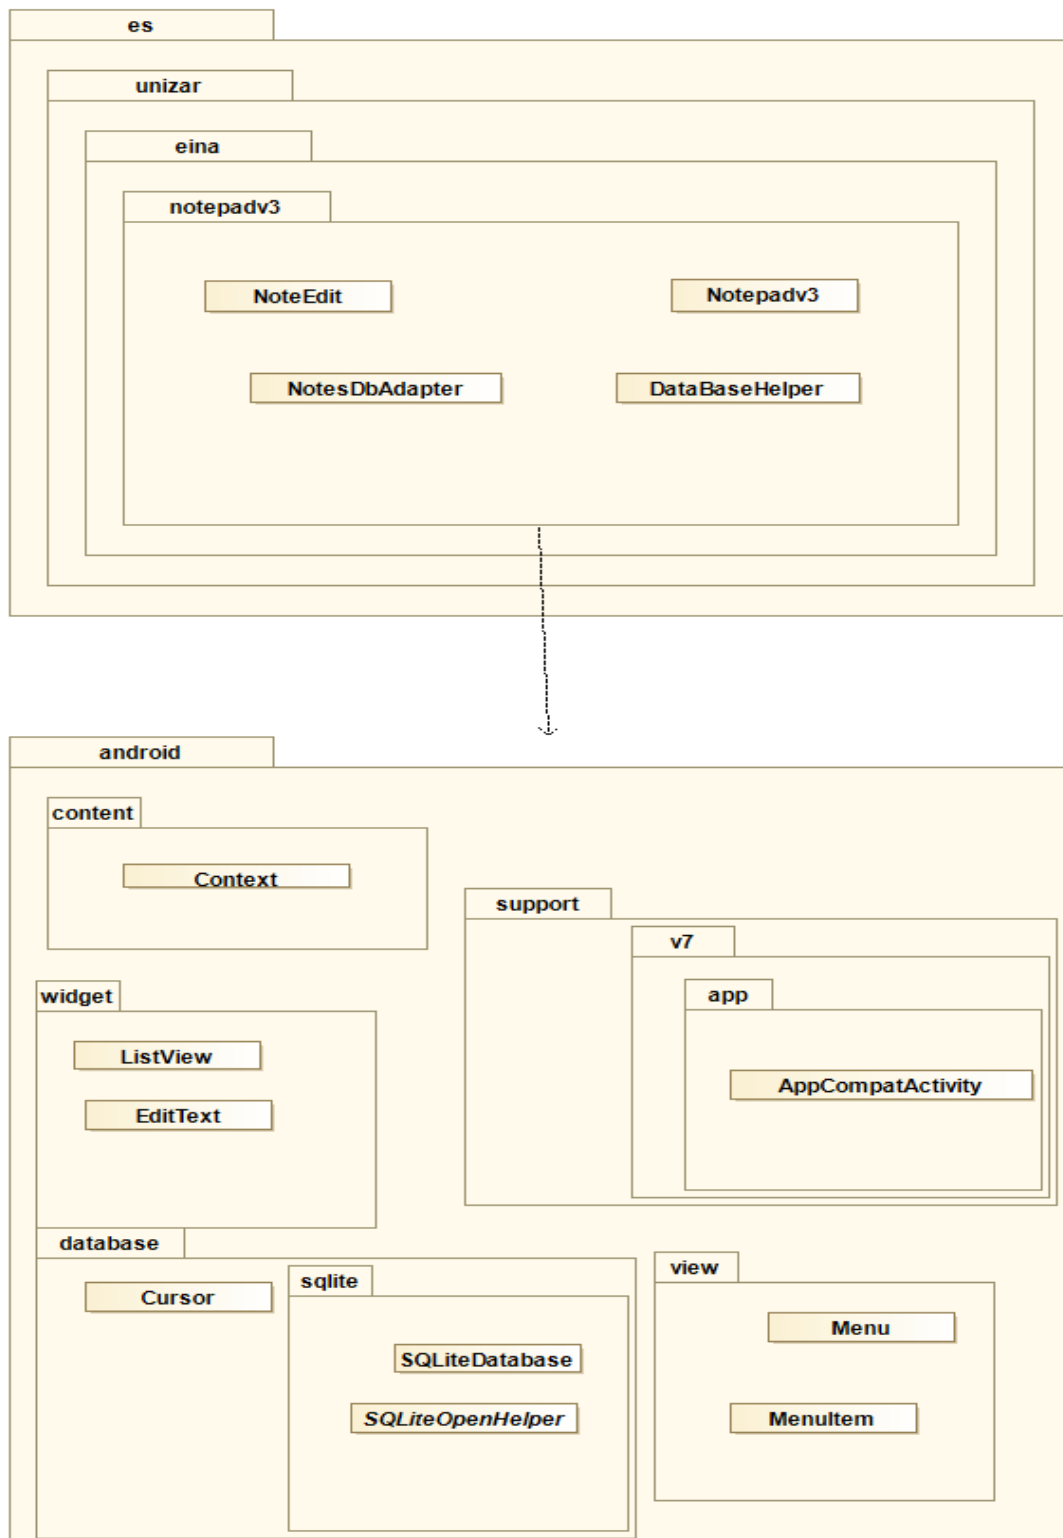 es
unizar
eina
notepadv3
NoteEdit
Notepadv3
NotesDbAdapter
DataBaseHelper
android
content
Context
support
v7
app
AppCompatActivity
widget
ListView
EditText
database
Cursor
sqlite
SQLiteDatabase
SQLiteOpenHelper
view
Menu
MenuItem